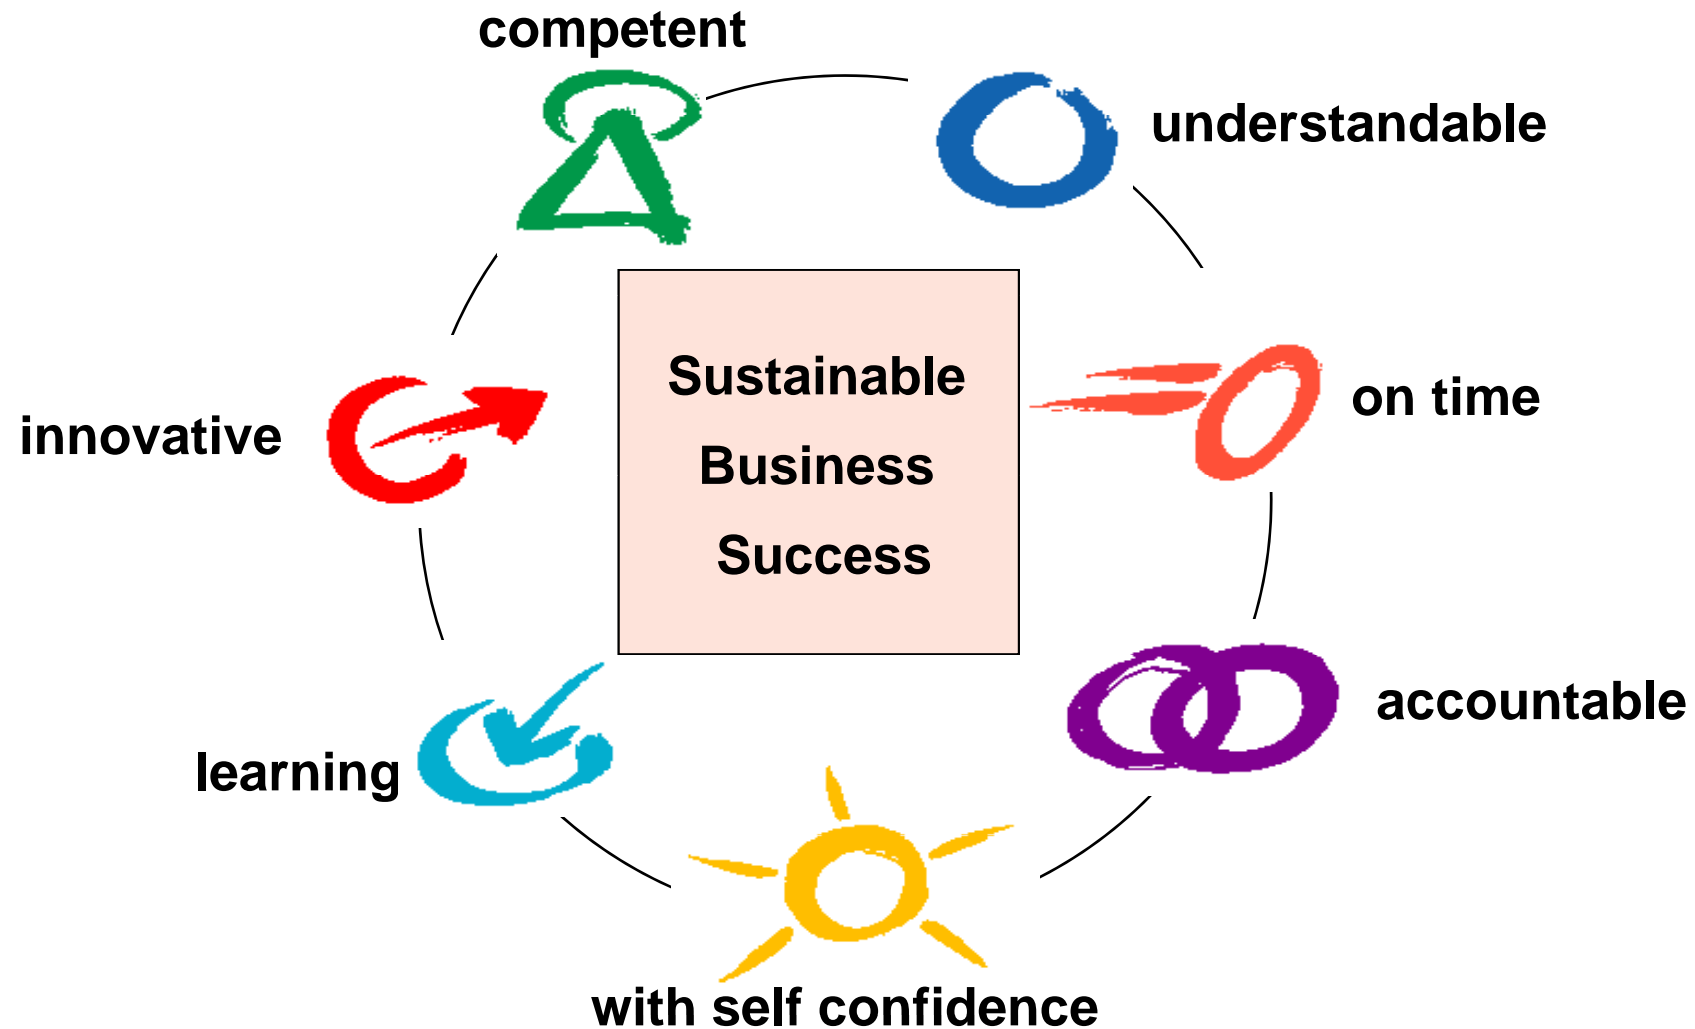 competent
understandable
on time
accountable
with self confidence
learning
innovative
Sustainable
Business
Success